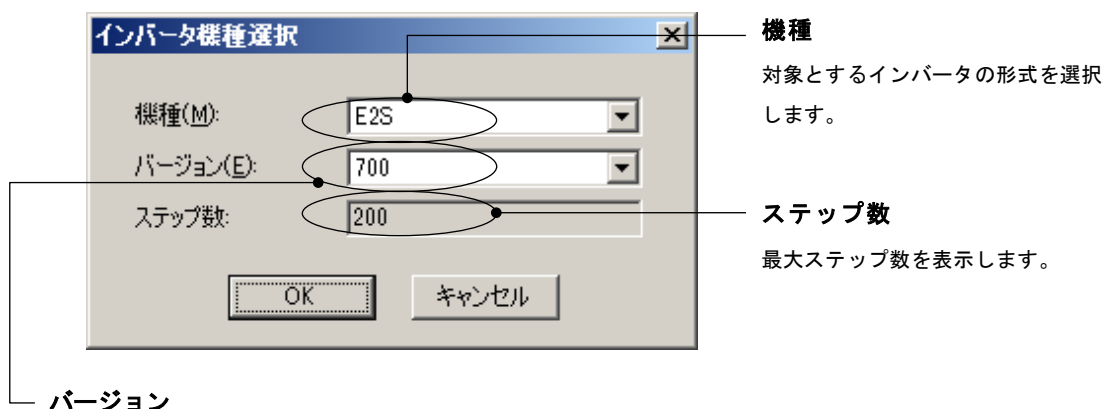 インバータ機種選択
機種
対象とするインバータの形式を選択
します。
機種(M):
E2S
バージョン(E):
700
ステップ数:
200
ステップ数
最大ステップ数を表示します。
OK
キャンセル
バージョン